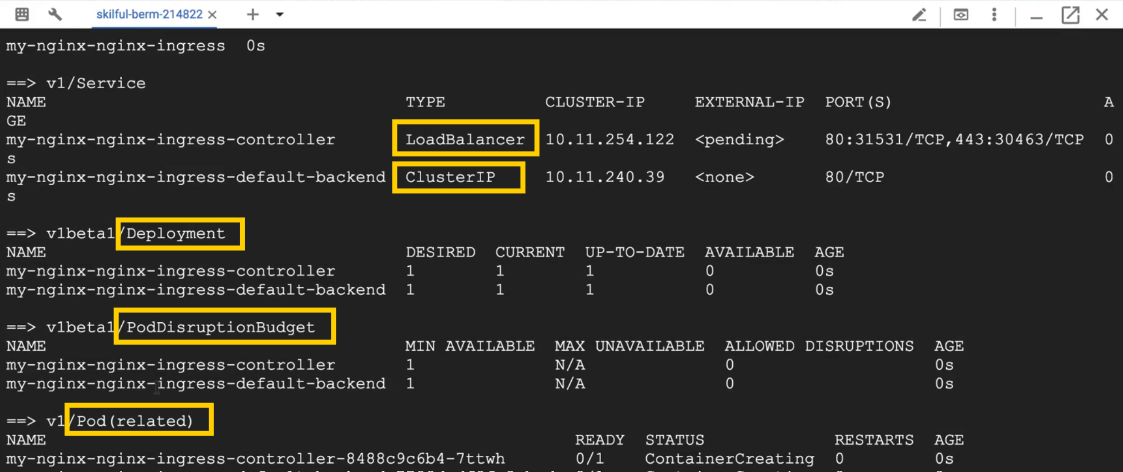 skilful-berm-214822
my-nginx-nginx-ingress 0s
==> v1/Service
NAME TYPE CLUSTER-IP EXTERNAL-IP PORT(S) A
GE
my-nginx-nginx-ingress-controller LoadBalancer 10.11.254.122 <pending> 80:31531/TCP,443:30463/TCP 0
s
my-nginx-nginx-ingress-default-backend ClusterIP 10.11.240.39 <none> 80/TCP 0
s
==> v1beta1/Deployment
NAME DESIRED CURRENT UP-TO-DATE AVAILABLE AGE
my-nginx-nginx-ingress-controller 1 1 1 0 0s
my-nginx-nginx-ingress-default-backend 1 1 1 0 0s
==> v1beta1/PodDisruptionBudget
NAME MIN AVAILABLE MAX UNAVAILABLE ALLOWED DISRUPTIONS AGE
my-nginx-nginx-ingress-controller 1 N/A 0 0s
my-nginx-nginx-ingress-default-backend 1 N/A 0 0s
==> v1/Pod(related)
NAME READY STATUS RESTARTS AGE
my-nginx-nginx-ingress-controller-8488c9c6b4-7ttwh 0/1 ContainerCreating 0 0s